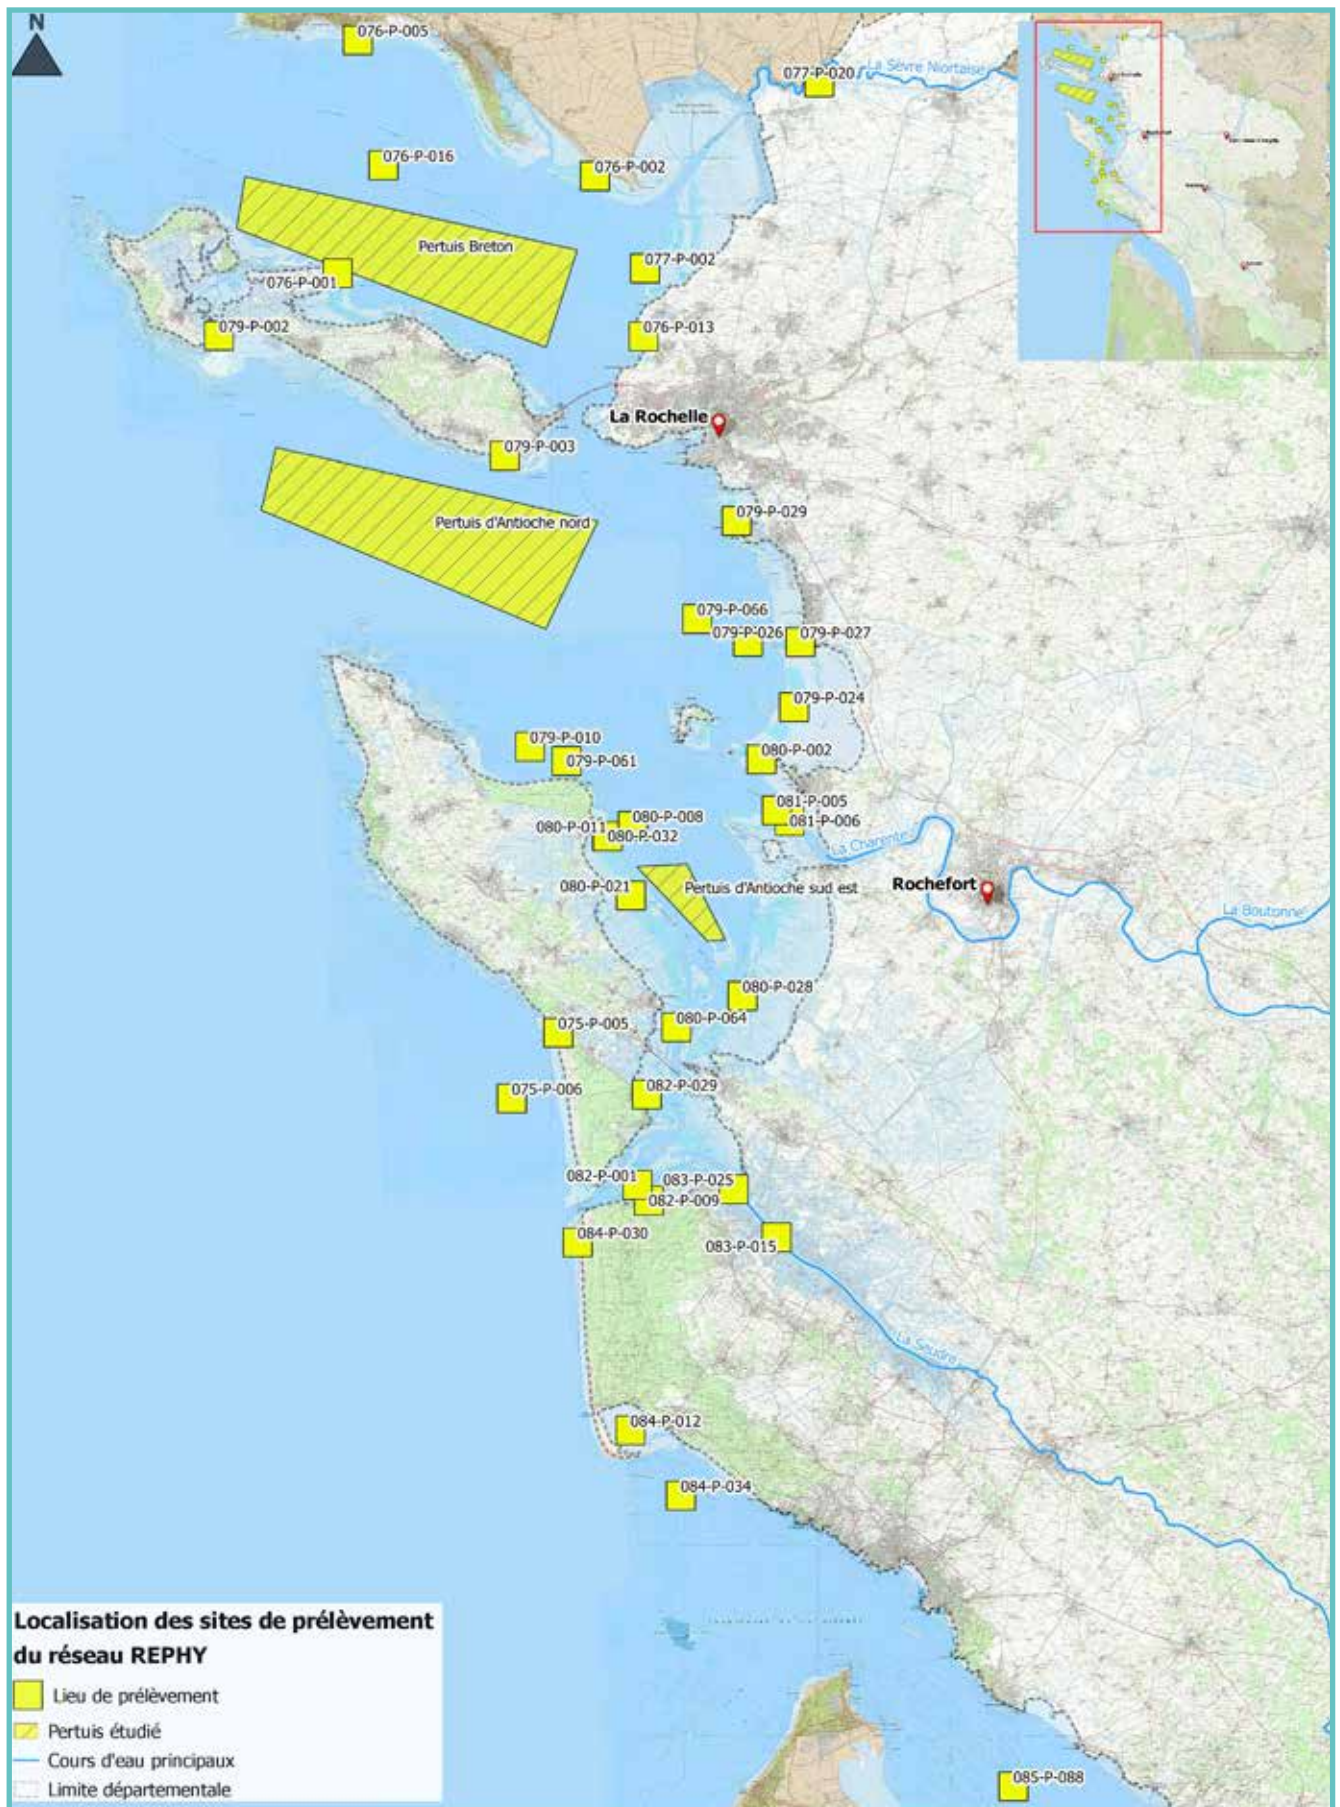 N
076-P-005
077-P-020
La Sèvre Niortaise
076-P-016
076-P-002
Pertuis Breton
077-P-002
076-P-001
079-P-002
076-P-013
La Rochelle
079-P-003
079-P-029
Pertuis d'Antioche nord
079-P-066
079-P-026
079-P-027
079-P-024
079-P-010
079-P-061
080-P-002
081-P-005
080-P-008
080-P-011
081-P-006
080-P-032
La Charente
080-P-021
Pertuis d'Antioche sud est
Rochefort
La Boutonne
080-P-028
075-P-005
080-P-064
075-P-006
082-P-029
082-P-001
083-P-025
082-P-009
084-P-030
083-P-015
La Seudre
084-P-012
084-P-034
Localisation des sites de prélèvement
du réseau REPHY
Lieu de prélèvement
Pertuis étudié
Cours d'eau principaux
Limite départementale
085-P-088